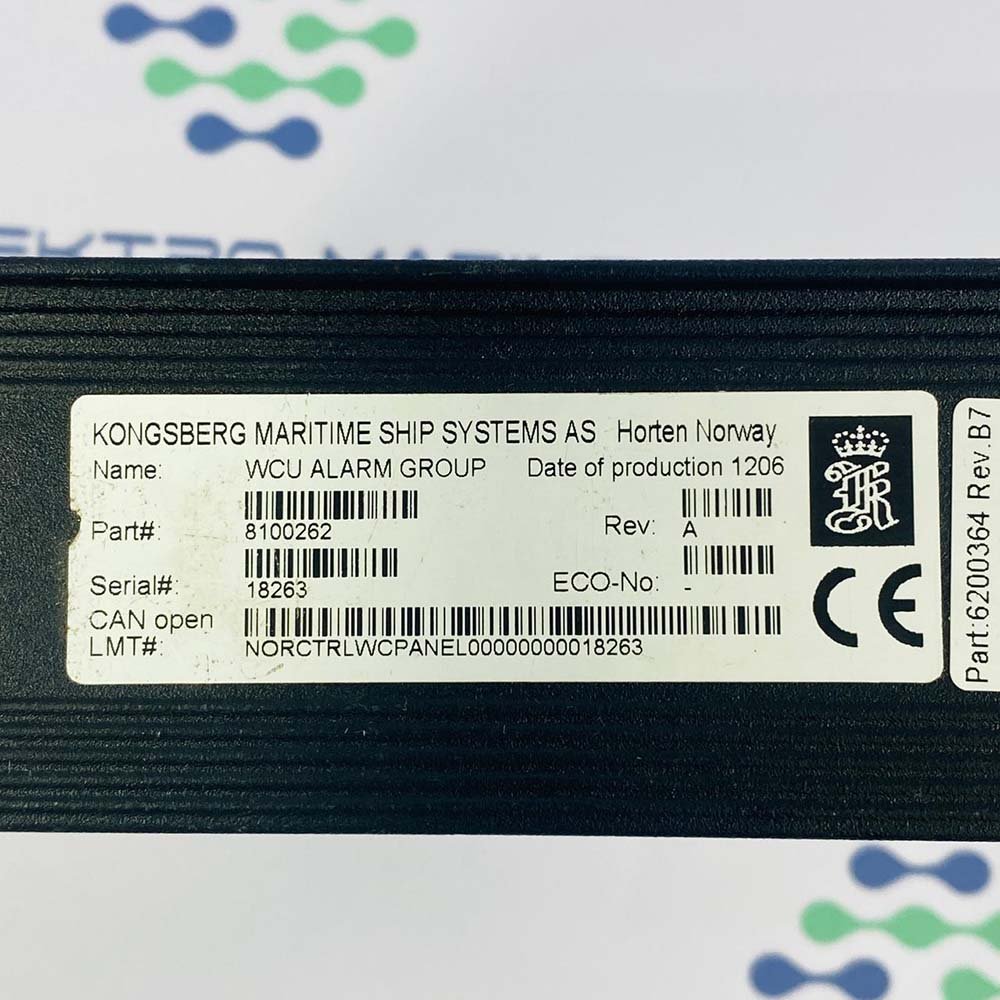 KONGSBERG MARITIME SHIP SYSTEMS AS Horten Norway
Name: WCU ALARM GROUP Date of production 1206
Part#: 8100262 Rev: A
Serial#: 18263 ECO-No: -
CAN open
LMT#: NORCTRLWCPANEL00000000018263
CE
Part:6200364 Rev.B7